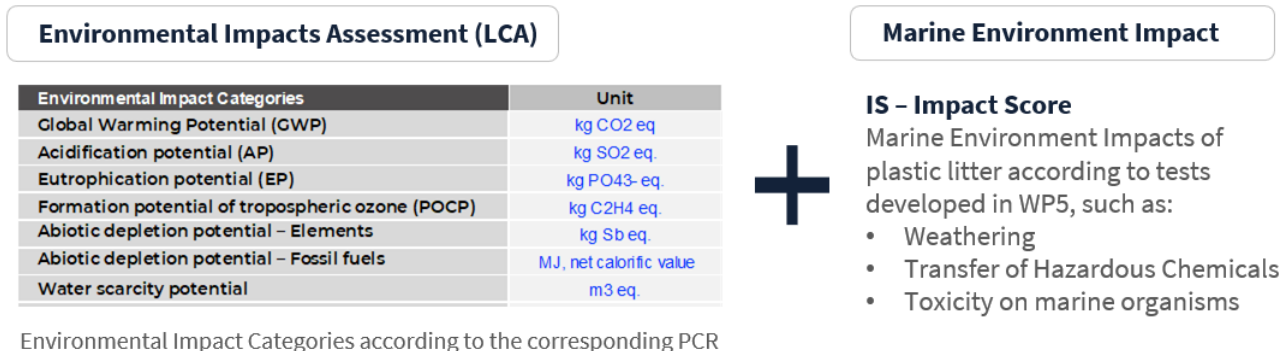 Environmental Impacts Assessment (LCA)
Environmental Impact Categories Unit
Global Warming Potential (GWP) kg CO2 eq
Acidification potential (AP) kg SO2 eq.
Eutrophication potential (EP) kg PO43- eq.
Formation potential of tropospheric ozone (POCP) kg C2H4 eq.
Abiotic depletion potential – Elements kg Sb eq.
Abiotic depletion potential – Fossil fuels MJ, net calorific value
Water scarcity potential m3 eq.
Environmental Impact Categories according to the corresponding PCR
+
Marine Environment Impact
IS – Impact Score
Marine Environment Impacts of
plastic litter according to tests
developed in WP5, such as:
• Weathering
• Transfer of Hazardous Chemicals
• Toxicity on marine organisms